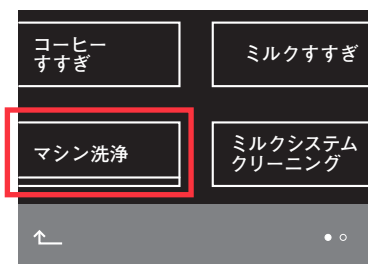 コーヒー
すすぎ
ミルクすすぎ
マシン洗浄
ミルクシステム
クリーニング